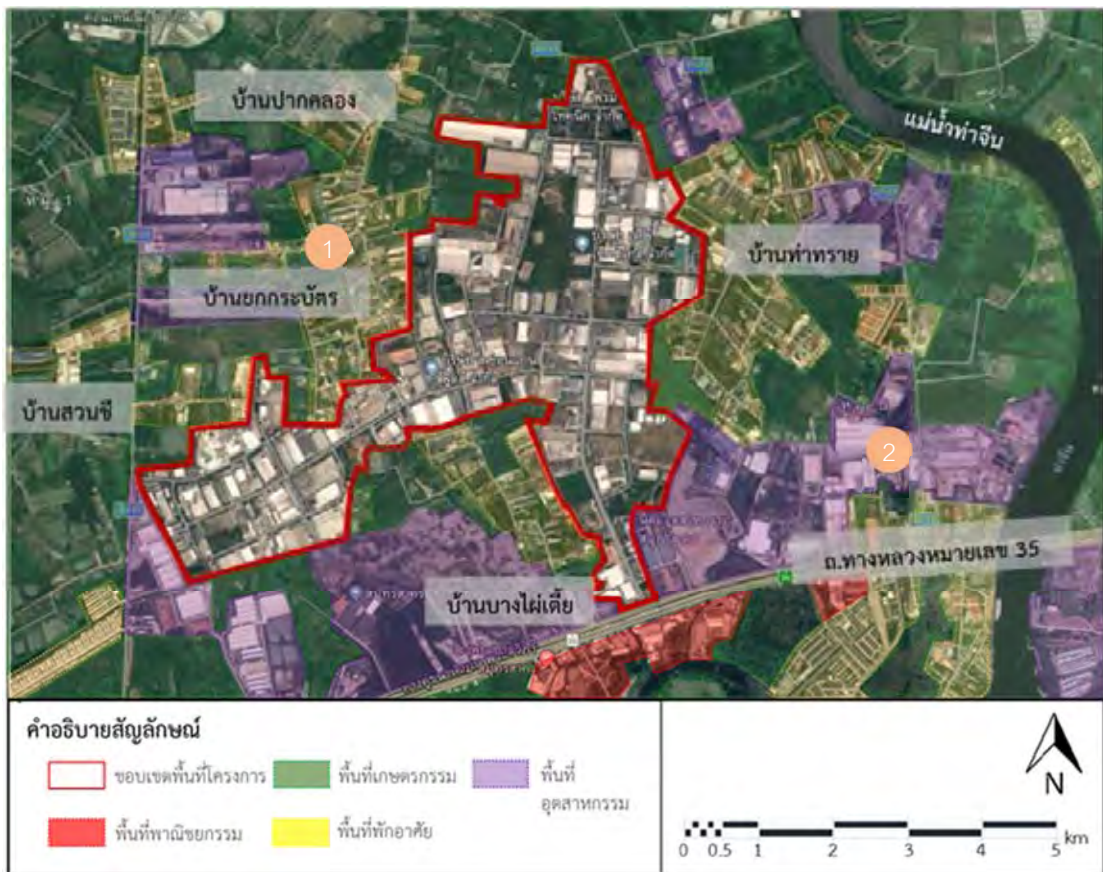 บ้านปากคลอง
แม่น้ำท่าจีน
1
บ้านท่าทราย
บ้านยกกระบัตร
บ้านสวนชี
2
ถ.ทางหลวงหมายเลข 35
บ้านบางไผ่เตี้ย
คำอธิบายสัญลักษณ์
ขอบเขตพื้นที่โครงการ
พื้นที่เกษตรกรรม
พื้นที่
อุตสาหกรรม
พื้นที่พาณิชยกรรม
พื้นที่พักอาศัย
N
0 0.5 1 2 3 4 5 km